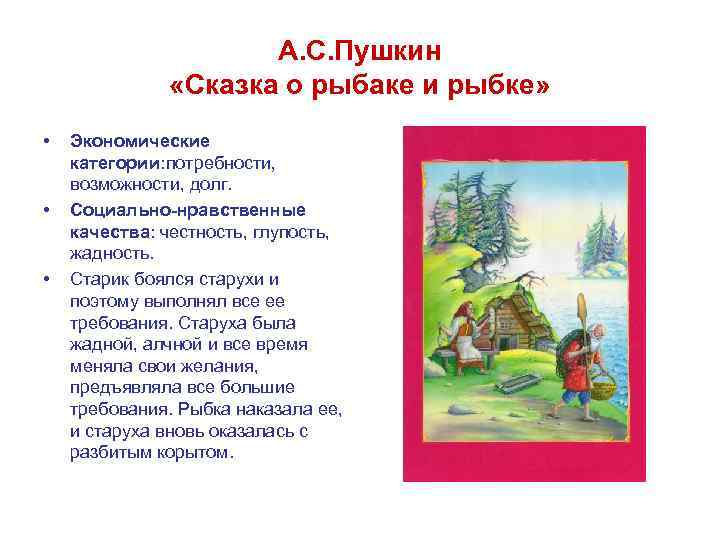 А.С.Пушкин
«Сказка о рыбаке и рыбке»
• Экономические
категории:потребности,
возможности, долг.
• Социально-нравственные
качества: честность, глупость,
жадность.
• Старик боялся старухи и
поэтому выполнял все ее
требования. Старуха была
жадной, алчной и все время
меняла свои желания,
предъявляла все большие
требования. Рыбка наказала ее,
и старуха вновь оказалась с
разбитым корытом.